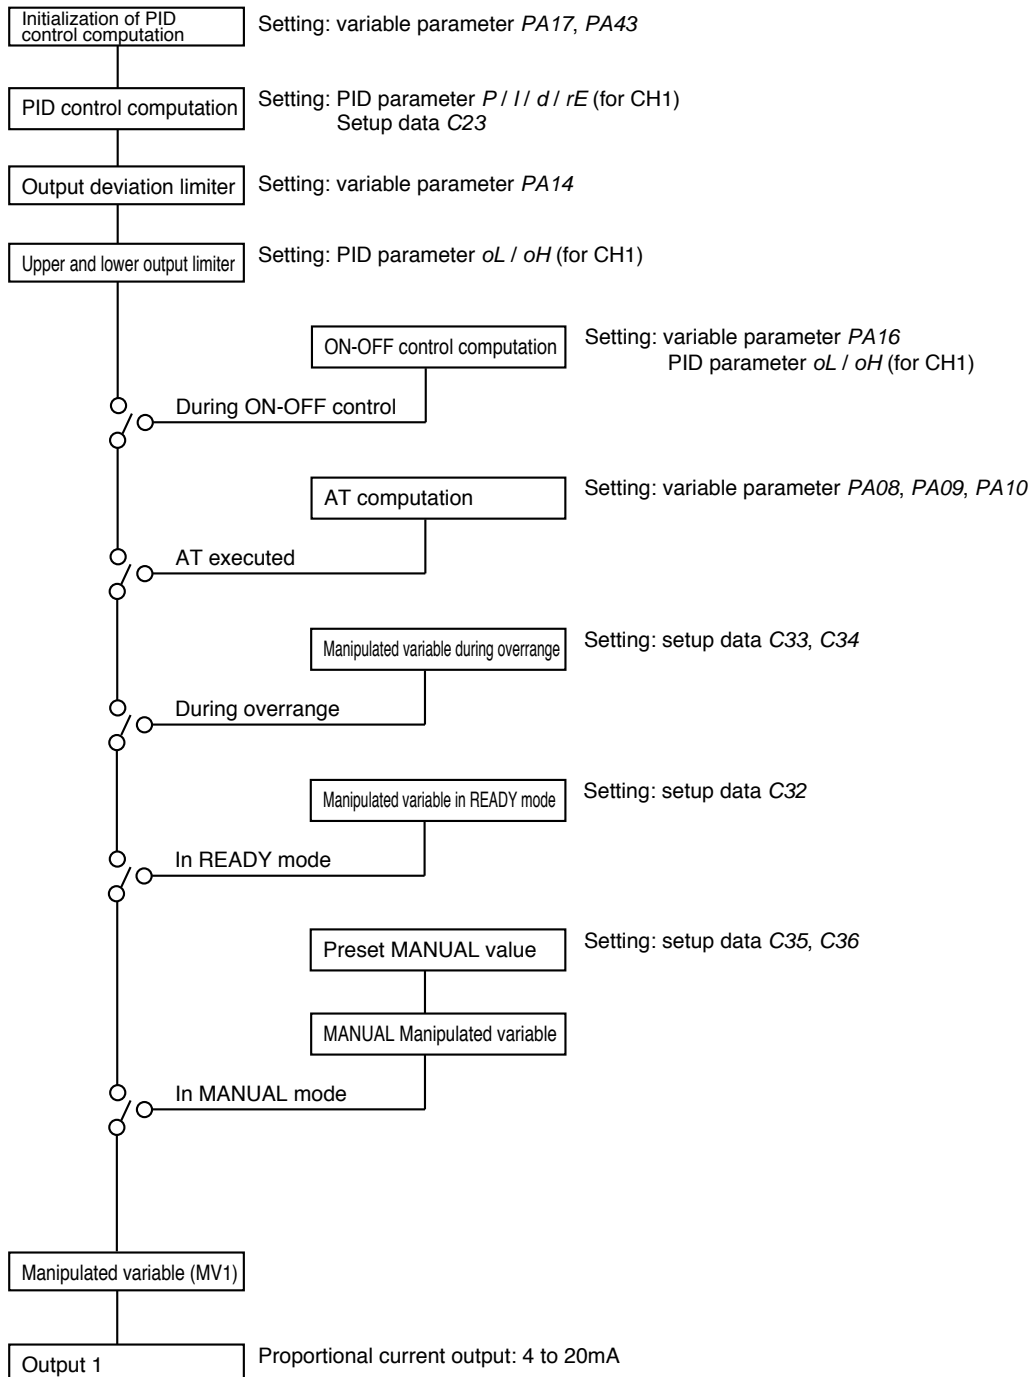 Initialization of PID
control computation
Setting: variable parameter PA17, PA43
PID control computation
Setting: PID parameter P / I / d / rE (for CH1)
Setup data C23
Output deviation limiter
Setting: variable parameter PA14
Upper and lower output limiter
Setting: PID parameter oL / oH (for CH1)
ON-OFF control computation
Setting: variable parameter PA16
PID parameter oL / oH (for CH1)
During ON-OFF control
AT computation
Setting: variable parameter PA08, PA09, PA10
AT executed
Manipulated variable during overrange
Setting: setup data C33, C34
During overrange
Manipulated variable in READY mode
Setting: setup data C32
In READY mode
Preset MANUAL value
Setting: setup data C35, C36
MANUAL Manipulated variable
In MANUAL mode
Manipulated variable (MV1)
Output 1
Proportional current output: 4 to 20mA